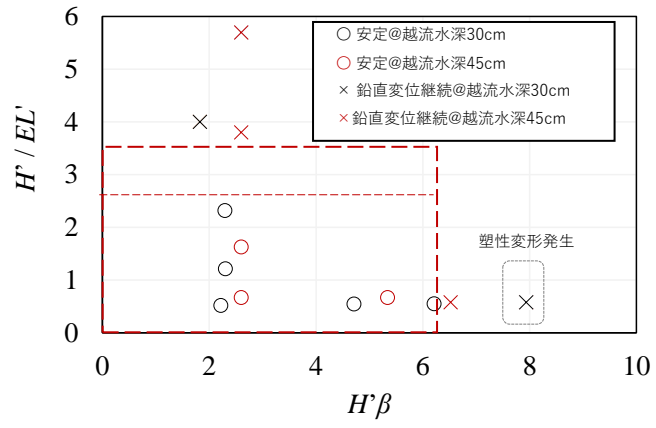 6
5
4
3
2
1
0
H' / EL'
安定@越流水深30cm
安定@越流水深45cm
鉛直変位継続@越流水深30cm
鉛直変位継続@越流水深45cm
塑性変形発生
0 2 4 6 8 10
H'β